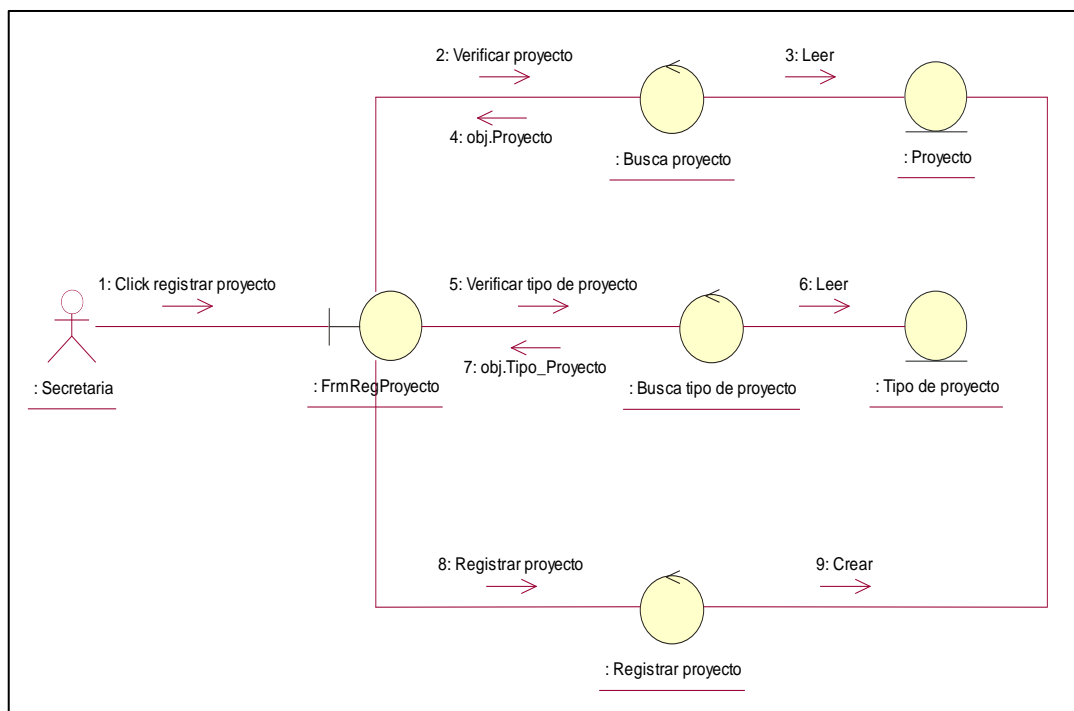 2: Verificar proyecto
3: Leer
4: obj.Proyecto
: Busca proyecto
: Proyecto
1: Click registrar proyecto
5: Verificar tipo de proyecto
6: Leer
7: obj.Tipo_Proyecto
: Secretaria
: FrmRegProyecto
: Busca tipo de proyecto
: Tipo de proyecto
8: Registrar proyecto
9: Crear
: Registrar proyecto